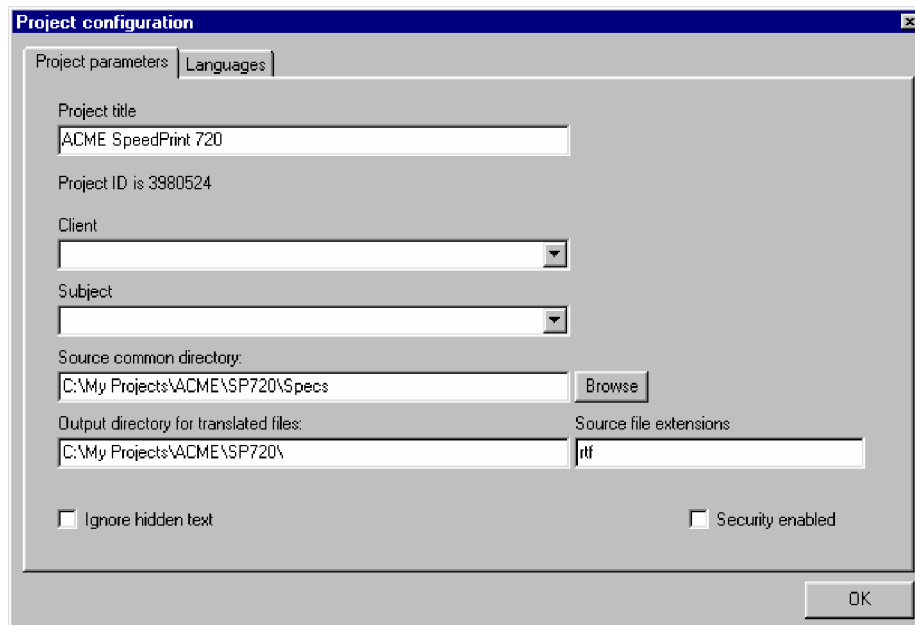 Project configuration
Project parameters
Languages
Project title
ACME SpeedPrint 720
Project ID is 3980524
Client
Subject
Source common directory:
C:\My Projects\ACME\SP720\Specs
Browse
Output directory for translated files:
Source file extensions
C:\My Projects\ACME\SP720\
rtf
Ignore hidden text
Security enabled
OK